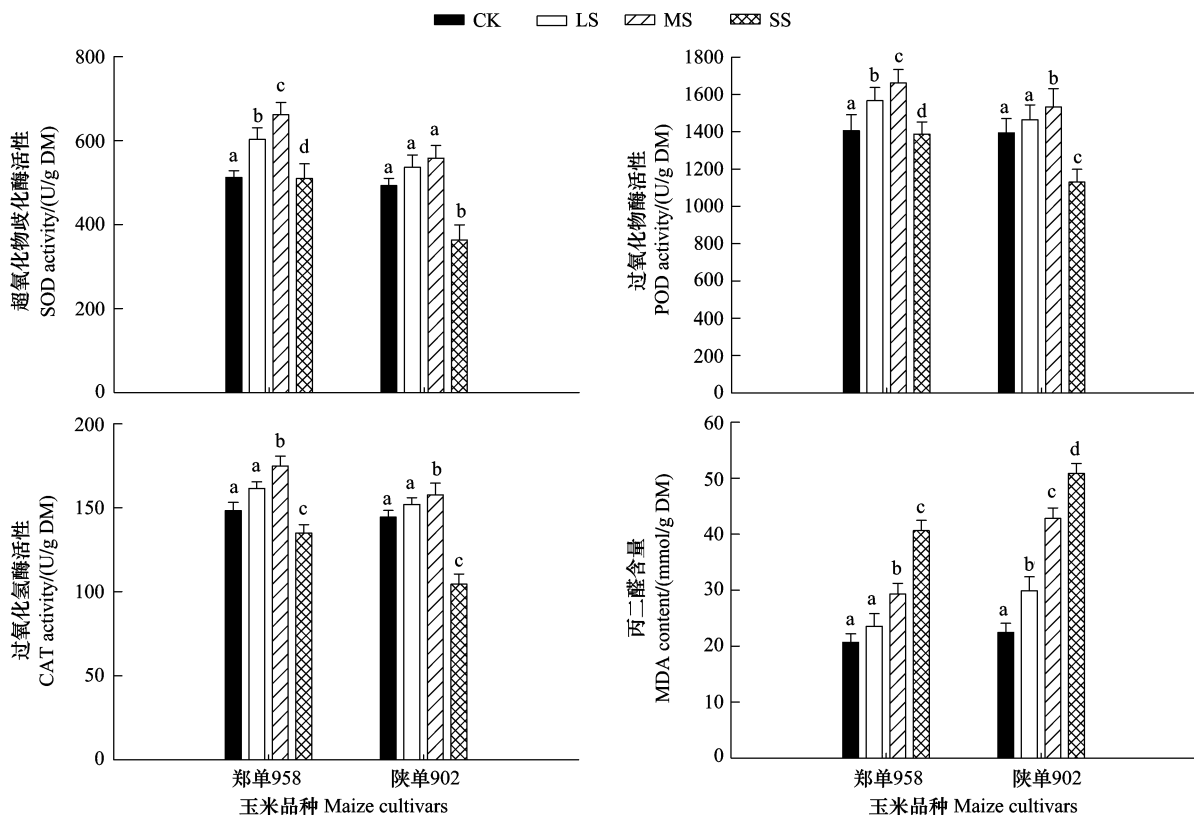 CK LS MS SS
超氧化物歧化酶活性
SOD activity/(U/g DM)
800
600
400
200
0
a b c d a a a b
过氧化物酶活性
POD activity/(U/g DM)
1800
1600
1400
1200
1000
800
600
400
200
0
a b c d a a b c
过氧化氢酶活性
CAT activity/(U/g DM)
200
150
100
50
0
a a b c a a b c
郑单958 陕单902
玉米品种 Maize cultivars
丙二醛含量
MDA content/(mmol/g DM)
60
50
40
30
20
10
0
a a b c a b c d
郑单958 陕单902
玉米品种 Maize cultivars